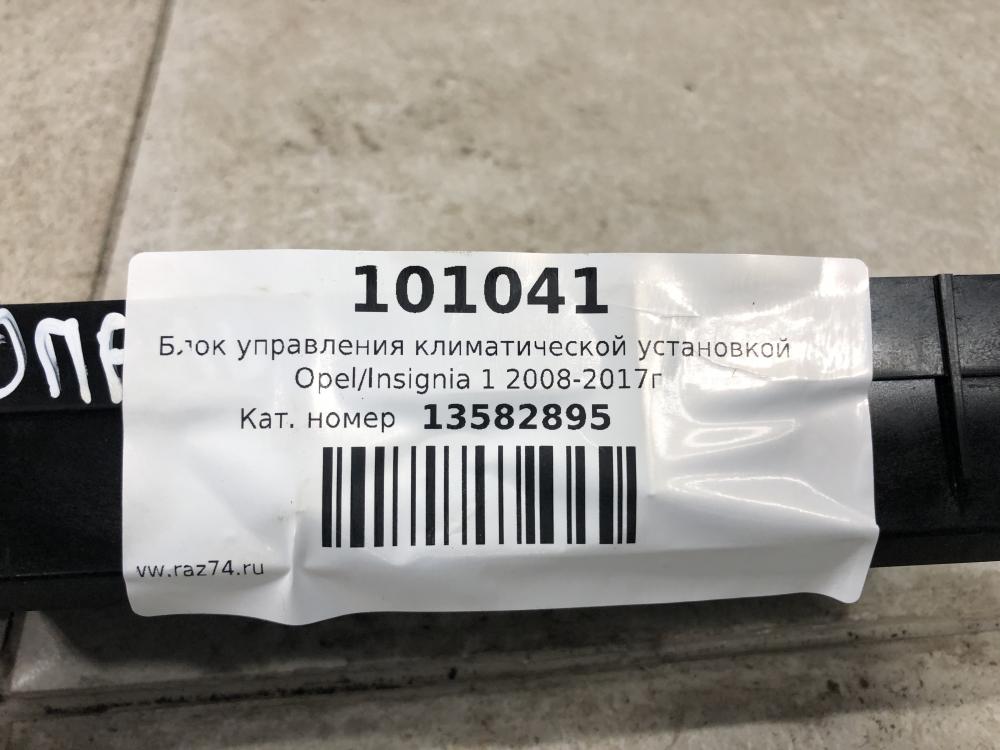 101041
Блок управления климатической установкой
Opel/Insignia 1 2008-2017г
Кат. номер 13582895
vw.raz74.ru